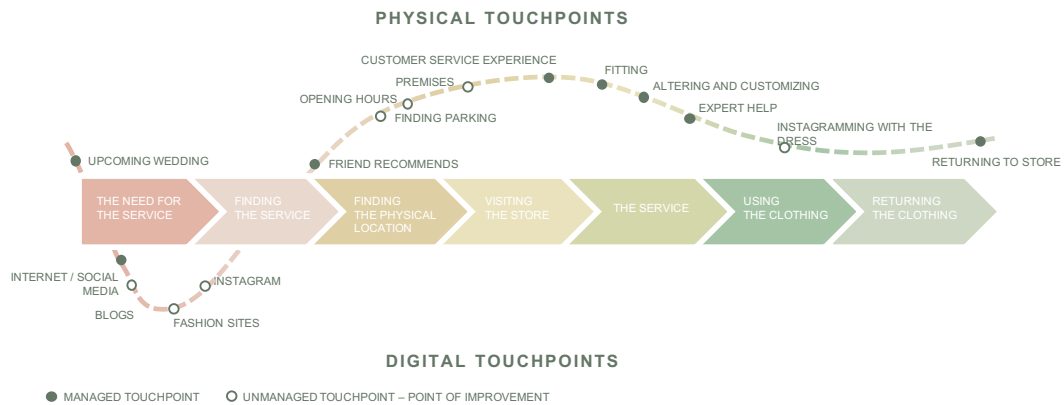 PHYSICAL TOUCHPOINTS
CUSTOMER SERVICE EXPERIENCE
FITTING
PREMISES
ALTERING AND CUSTOMIZING
OPENING HOURS
EXPERT HELP
FINDING PARKING
INSTAGRAMMING WITH THE
DRESS
UPCOMING WEDDING
FRIEND RECOMMENDS
RETURNING TO STORE
THE NEED FOR
THE SERVICE
FINDING
THE SERVICE
FINDING
THE PHYSICAL
LOCATION
VISITING
THE STORE
THE SERVICE
USING
THE CLOTHING
RETURNING
THE CLOTHING
INTERNET / SOCIAL
MEDIA
INSTAGRAM
BLOGS
FASHION SITES
DIGITAL TOUCHPOINTS
MANAGED TOUCHPOINT
UNMANAGED TOUCHPOINT – POINT OF IMPROVEMENT